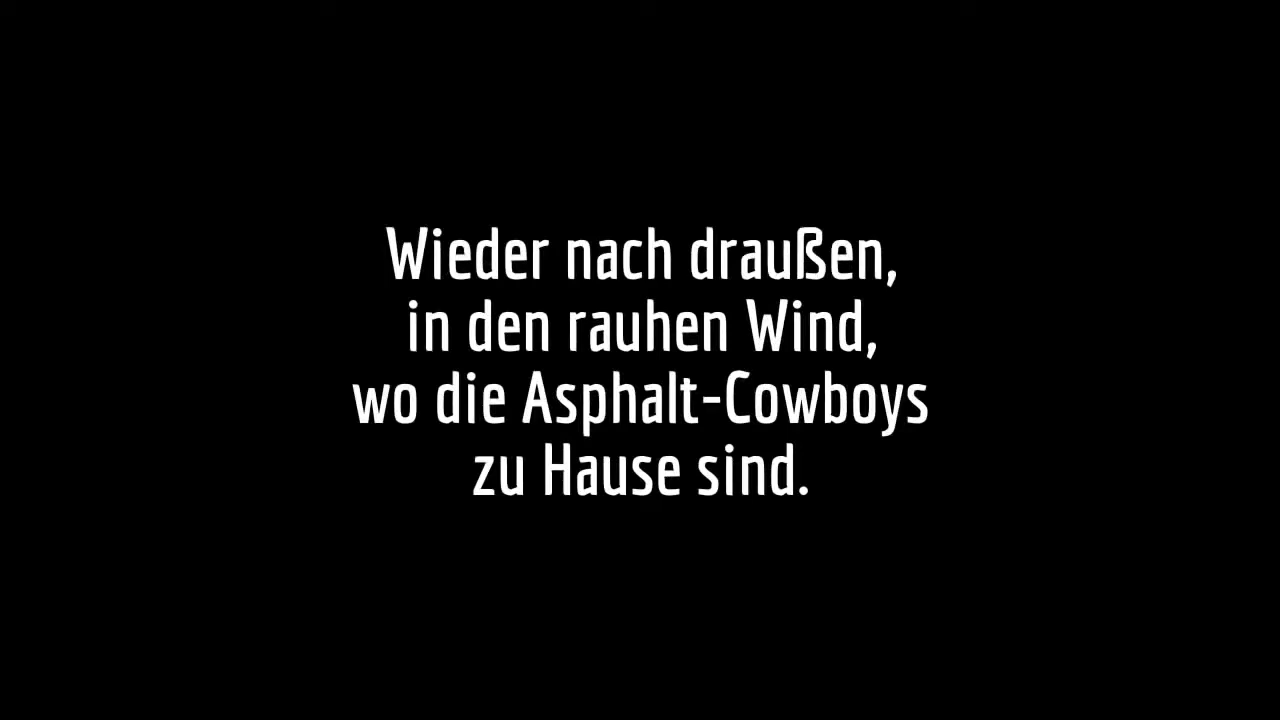 Wieder nach draußen,
in den rauhen Wind,
wo die Asphalt-Cowboys
zu Hause sind.